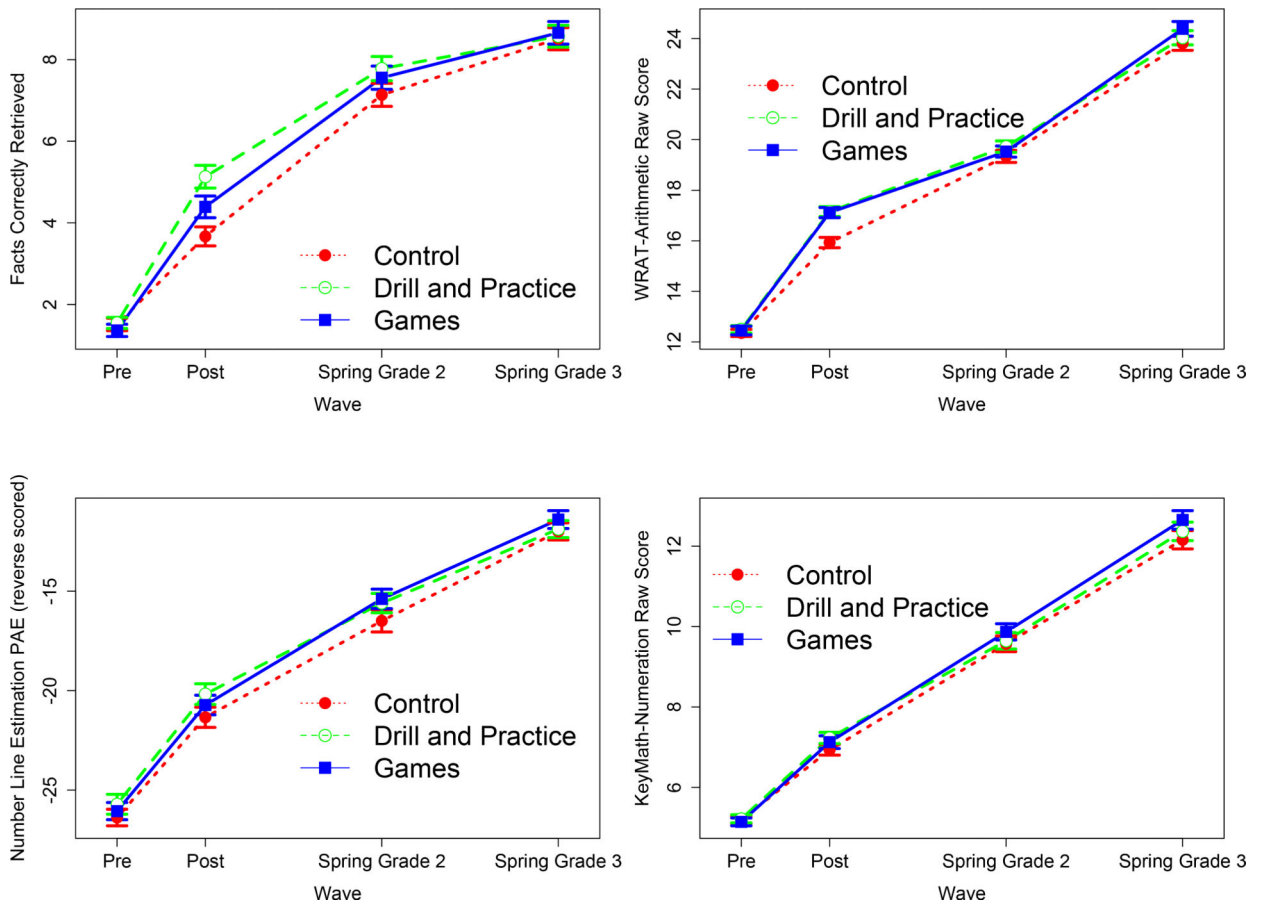 Facts Correctly Retrieved
8
6
4
2
Control
Drill and Practice
Games
Pre
Post
Spring Grade 2
Spring Grade 3
Wave
WRAT-Arithmetic Raw Score
24
22
20
18
16
14
12
Control
Drill and Practice
Games
Pre
Post
Spring Grade 2
Spring Grade 3
Wave
Number Line Estimation PAE (reverse scored)
-15
-20
-25
Control
Drill and Practice
Games
Pre
Post
Spring Grade 2
Spring Grade 3
Wave
KeyMath-Numeration Raw Score
12
10
8
6
Control
Drill and Practice
Games
Pre
Post
Spring Grade 2
Spring Grade 3
Wave